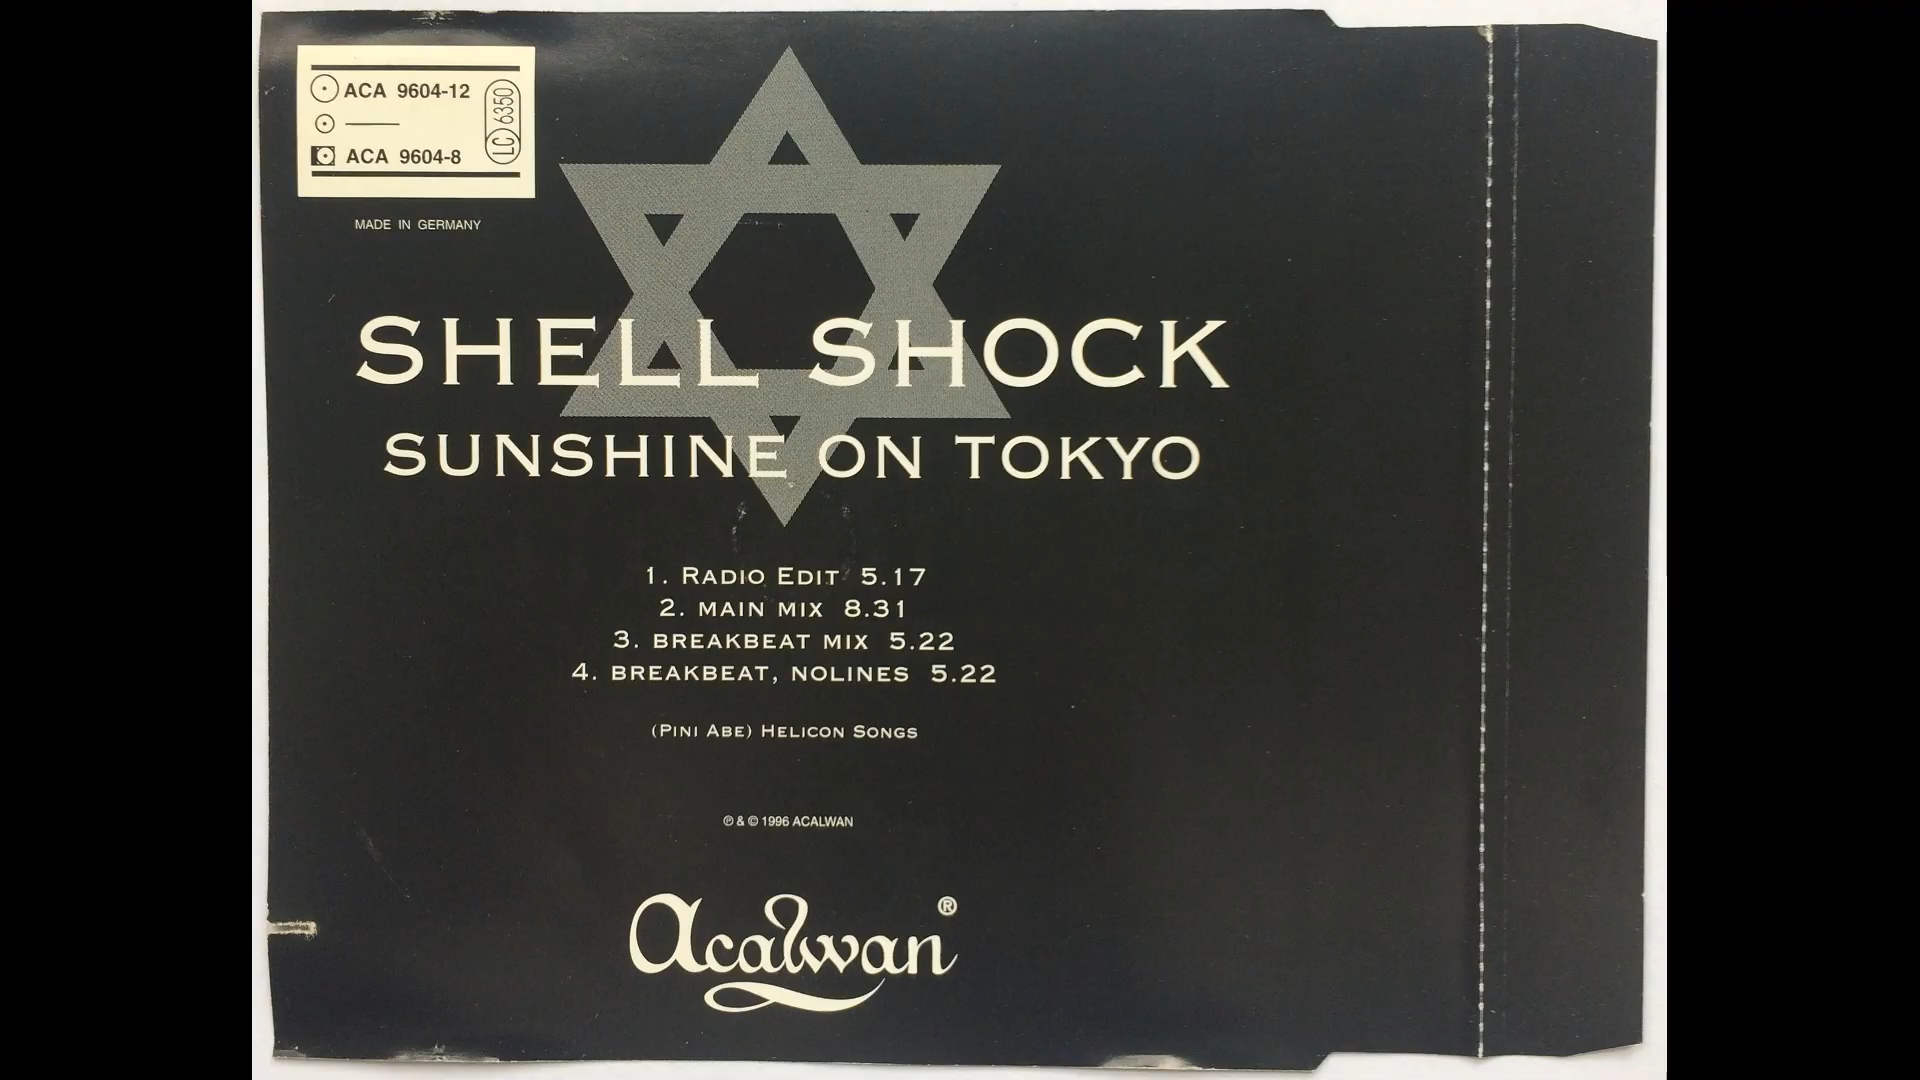 ACA 9604-12
ACA 9604-8
LC 6350
MADE IN GERMANY
SHELL SHOCK
SUNSHINE ON TOKYO
1. RADIO EDIT 5.17
2. MAIN MIX 8.31
3. BREAKBEAT MIX 5.22
4. BREAKBEAT, NOLINES 5.22
(PINI ABE) HELICON SONGS
℗ & © 1996 ACALWAN
Acalwan®